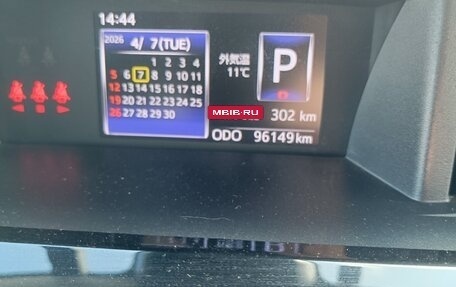 14:44
2026 4/ 7(TUE)
1 2 3 4
5 6 7 8 9 10 11
12 13 14 15 16 17 18
19 20 21 22 23 24 25
26 27 28 29 30
外気温
11℃
P
MBIB.RU
302 km
ODO 96149 km